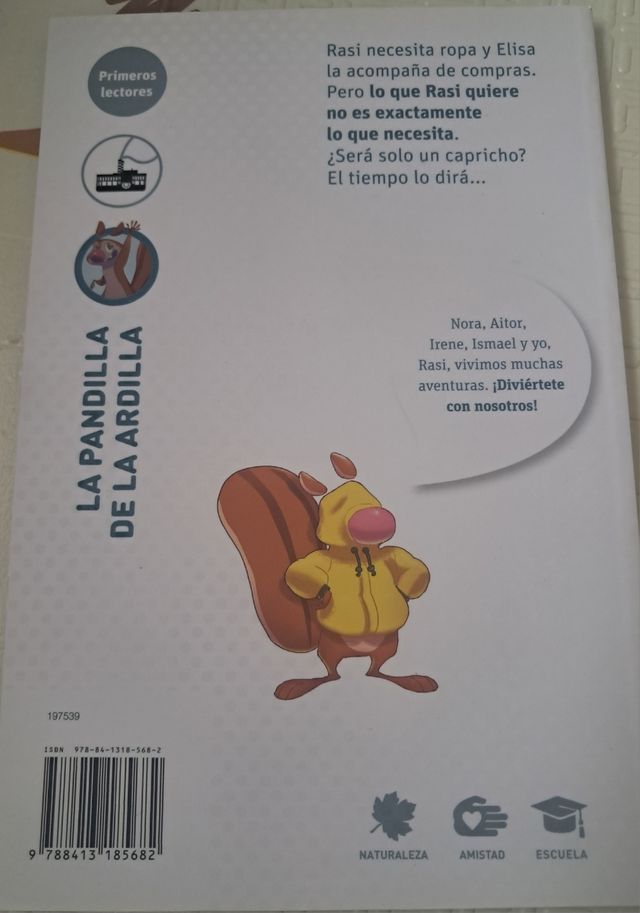 Primeros
lectores
Rasi necesita ropa y Elisa
la acompaña de compras.
Pero lo que Rasi quiere
no es exactamente
lo que necesita.
¿Será solo un capricho?
El tiempo lo dirá...
LA PANDILLA
DE LA ARDILLA
Nora, Aitor,
Irene, Ismael y yo,
Rasi, vivimos muchas
aventuras. ¡Diviértete
con nosotros!
197539
ISBN 978-84-1318-568-2
9 788413 185682
NATURALEZA
AMISTAD
ESCUELA